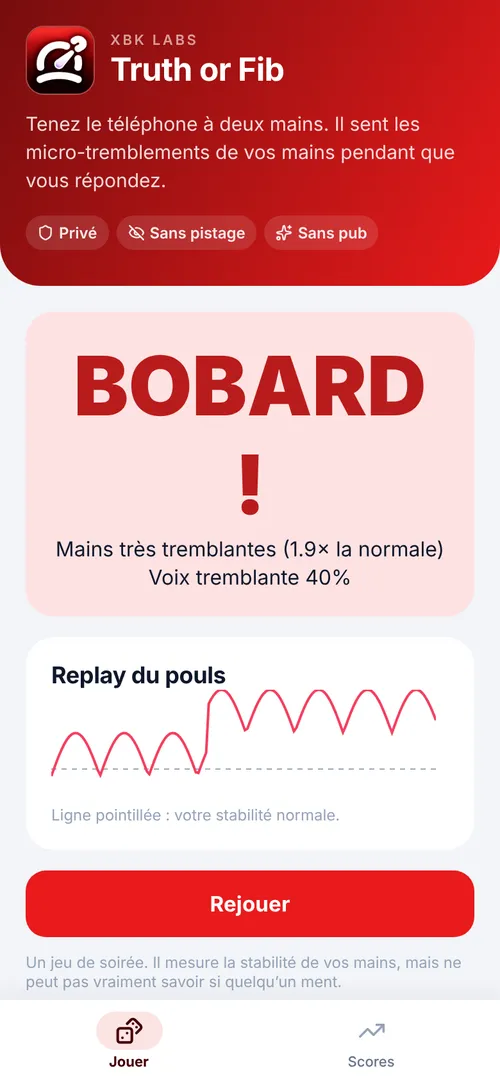 XBK LABS
Truth or Fib
Tenez le téléphone à deux mains. Il sent les
micro-tremblements de vos mains pendant que
vous répondez.
Privé
Sans pistage
Sans pub
BOBARD
!
Mains très tremblantes (1.9× la normale)
Voix tremblante 40%
Replay du pouls
Ligne pointillée : votre stabilité normale.
Rejouer
Un jeu de soirée. Il mesure la stabilité de vos mains, mais ne
peut pas vraiment savoir si quelqu’un ment.
Jouer
Scores